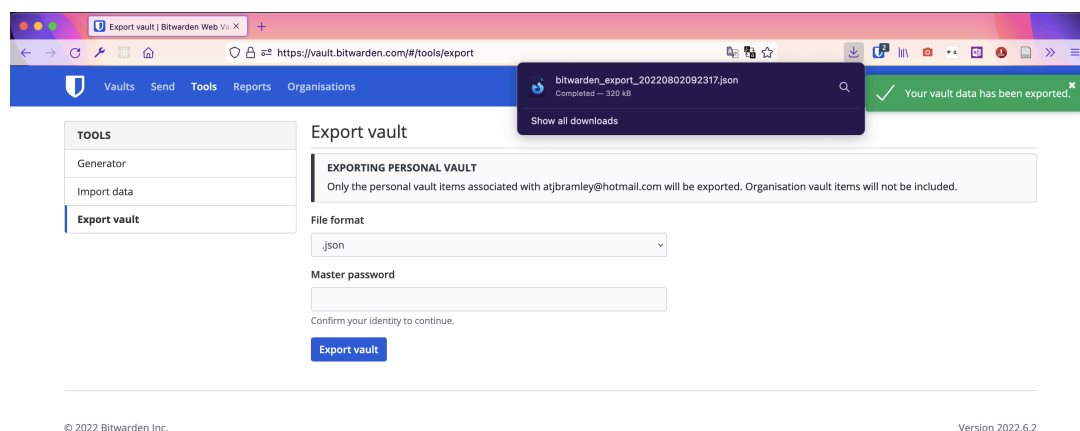 Export vault | Bitwarden Web Va
https://vault.bitwarden.com/#/tools/export
2
bitwarden_export_20220802092317.json
Completed — 320 kB
Show all downloads
Vaults Send Tools Reports Organisations
Your vault data has been exported.
TOOLS
Generator
Import data
Export vault
Export vault
EXPORTING PERSONAL VAULT
Only the personal vault items associated with atjbramley@hotmail.com will be exported. Organisation vault items will not be included.
File format
.json
Master password
Confirm your identity to continue.
Export vault
© 2022 Bitwarden Inc.
Version 2022.6.2